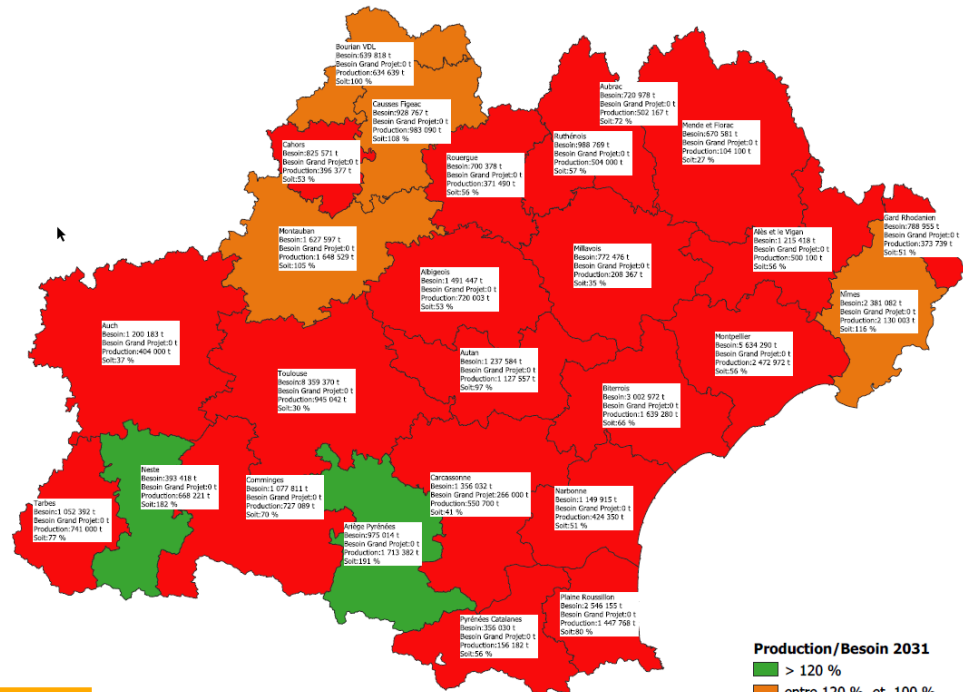 Bourian VDL
Besoin:639 818 t
Besoin Grand Projet:0 t
Production:634 639 t
Soit:100 %
Causses Figeac
Besoin:928 767 t
Besoin Grand Projet:0 t
Production:983 090 t
Soit:108 %
Cahors
Besoin:825 571 t
Besoin Grand Projet:0 t
Production:396 377 t
Soit:53 %
Rouergue
Besoin:700 378 t
Besoin Grand Projet:0 t
Production:371 490 t
Soit:56 %
Ruthénois
Besoin:988 769 t
Besoin Grand Projet:0 t
Production:504 000 t
Soit:57 %
Aubrac
Besoin:720 978 t
Besoin Grand Projet:0 t
Production:502 167 t
Soit:72 %
Mende et Florac
Besoin:670 581 t
Besoin Grand Projet:0 t
Production:104 100 t
Soit:27 %
Gard Rhodanien
Besoin:788 955 t
Besoin Grand Projet:0 t
Production:373 739 t
Soit:51 %
Montauban
Besoin:1 627 597 t
Besoin Grand Projet:0 t
Production:1 648 529 t
Soit:105 %
Albigeois
Besoin:1 491 447 t
Besoin Grand Projet:0 t
Production:720 003 t
Soit:53 %
Millavois
Besoin:772 476 t
Besoin Grand Projet:0 t
Production:208 367 t
Soit:35 %
Alès et le Vigan
Besoin:1 215 418 t
Besoin Grand Projet:0 t
Production:500 100 t
Soit:56 %
Nîmes
Besoin:2 381 082 t
Besoin Grand Projet:0 t
Production:2 130 003 t
Soit:116 %
Auch
Besoin:1 200 183 t
Besoin Grand Projet:0 t
Production:404 000 t
Soit:37 %
Toulouse
Besoin:8 359 370 t
Besoin Grand Projet:0 t
Production:945 042 t
Soit:30 %
Autan
Besoin:1 237 584 t
Besoin Grand Projet:0 t
Production:1 127 557 t
Soit:97 %
Montpellier
Besoin:5 634 290 t
Besoin Grand Projet:0 t
Production:2 472 972 t
Soit:56 %
Biterrois
Besoin:3 002 972 t
Besoin Grand Projet:0 t
Production:1 639 280 t
Soit:66 %
Tarbes
Besoin:1 052 392 t
Besoin Grand Projet:0 t
Production:741 000 t
Soit:77 %
Neste
Besoin:393 418 t
Besoin Grand Projet:0 t
Production:668 221 t
Soit:182 %
Comminges
Besoin:1 077 811 t
Besoin Grand Projet:0 t
Production:727 089 t
Soit:70 %
Ariège Pyrénées
Besoin:975 014 t
Besoin Grand Projet:0 t
Production:1 713 382 t
Soit:191 %
Carcassonne
Besoin:1 356 032 t
Besoin Grand Projet:266 000 t
Production:550 700 t
Soit:41 %
Narbonne
Besoin:1 149 915 t
Besoin Grand Projet:0 t
Production:424 350 t
Soit:51 %
Plaine Roussillon
Besoin:2 546 155 t
Besoin Grand Projet:0 t
Production:1 447 768 t
Soit:80 %
Pyrénées Catalanes
Besoin:356 030 t
Besoin Grand Projet:0 t
Production:156 182 t
Soit:56 %
Production/Besoin 2031
> 120 %
entre 120 % et 100 %